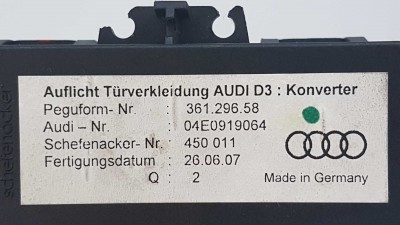 Auflicht Türverkleidung AUDI D3 : Konverter
Peguform- Nr. : 361.296.58
Audi – Nr. : 04E0919064
Schefenacker- Nr. : 450 011
Fertigungsdatum : 26.06.07
Q : 2 Made in Germany
schefenacker